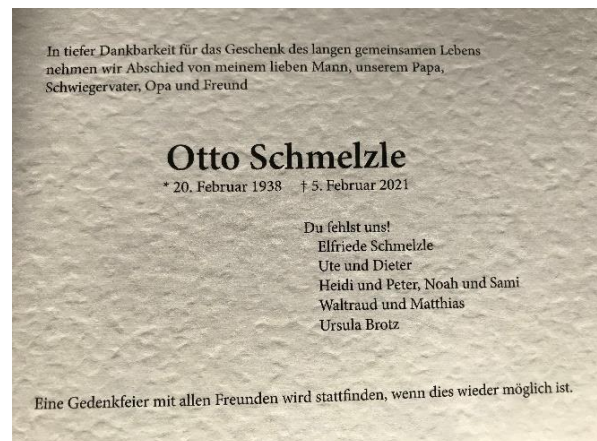 In tiefer Dankbarkeit für das Geschenk des langen gemeinsamen Lebens
nehmen wir Abschied von meinem lieben Mann, unserem Papa,
Schwiegervater, Opa und Freund
Otto Schmelzle
* 20. Februar 1938 † 5. Februar 2021
Du fehlst uns!
Elfriede Schmelzle
Ute und Dieter
Heidi und Peter, Noah und Sami
Waltraud und Matthias
Ursula Brotz
Eine Gedenkfeier mit allen Freunden wird stattfinden, wenn dies wieder möglich ist.